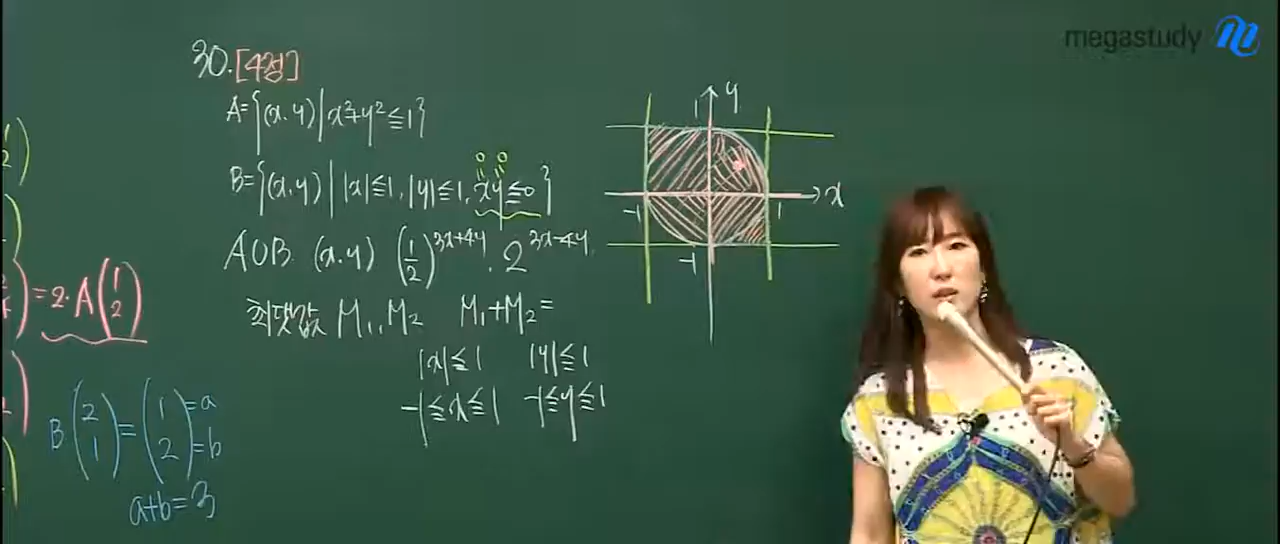 megastudy
30. [4점]
A={(x,y)|x²+y²≦1}
B={(x,y)||x|≦1, |y|≦1, xy≦0}
0 0
A∪B (x,y) (1/2)^{3x+4y} · 2^{3x-4y}
최댓값 M₁, M₂ M₁+M₂=
|x|≦1 |y|≦1
-1≦x≦1 -1≦y≦1
1 y
-1 1 x
-1
=2·A(1 2)
B(2 1)=(1 2)=a =b
a+b=3